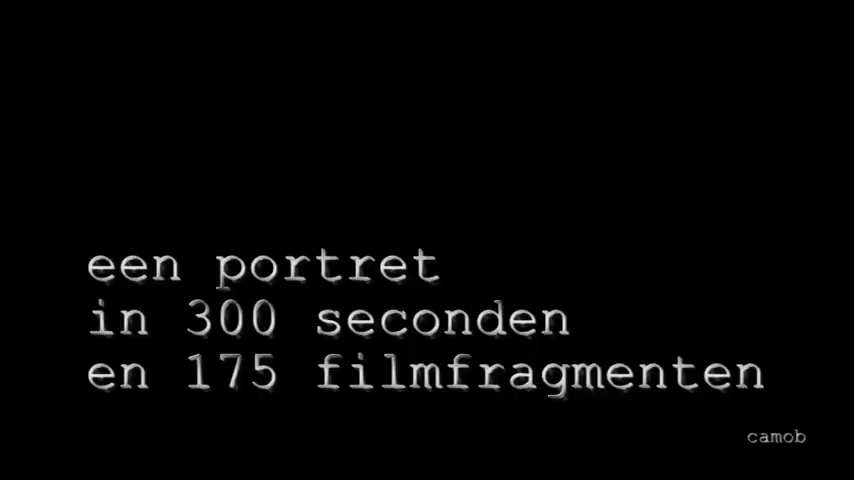 een portret
in 300 seconden
en 175 filmfragmenten
camob